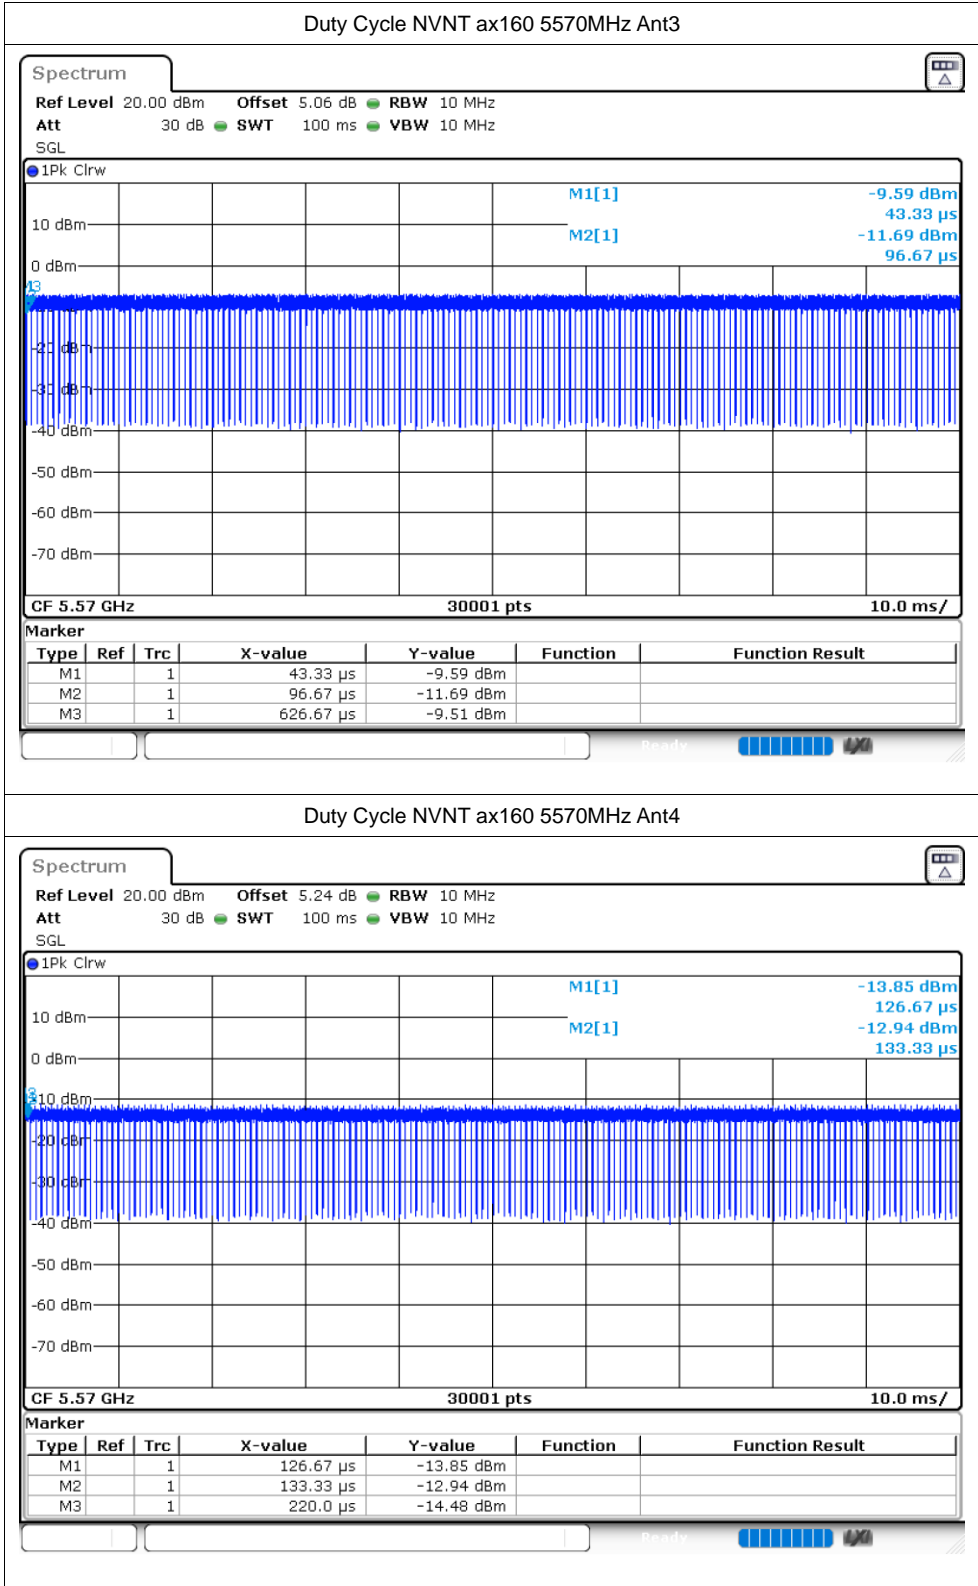 Duty Cycle NVNT ax160 5570MHz Ant3
Spectrum
Ref Level 20.00 dBm Offset 5.06 dB RBW 10 MHz
Att 30 dB SWT 100 ms VBW 10 MHz
SGL
1Pk Clrw
M1[1] -9.59 dBm
43.33 µs
10 dBm
M2[1] -11.69 dBm
96.67 µs
0 dBm
-20 dBm
-30 dBm
-40 dBm
-50 dBm
-60 dBm
-70 dBm
CF 5.57 GHz 30001 pts 10.0 ms/
Marker
Type Ref Trc X-value Y-value Function Function Result
M1 1 43.33 µs -9.59 dBm
M2 1 96.67 µs -11.69 dBm
M3 1 626.67 µs -9.51 dBm
Ready
Duty Cycle NVNT ax160 5570MHz Ant4
Spectrum
Ref Level 20.00 dBm Offset 5.24 dB RBW 10 MHz
Att 30 dB SWT 100 ms VBW 10 MHz
SGL
1Pk Clrw
M1[1] -13.85 dBm
126.67 µs
10 dBm
M2[1] -12.94 dBm
133.33 µs
0 dBm
-10 dBm
-20 dBm
-30 dBm
-40 dBm
-50 dBm
-60 dBm
-70 dBm
CF 5.57 GHz 30001 pts 10.0 ms/
Marker
Type Ref Trc X-value Y-value Function Function Result
M1 1 126.67 µs -13.85 dBm
M2 1 133.33 µs -12.94 dBm
M3 1 220.0 µs -14.48 dBm
Ready